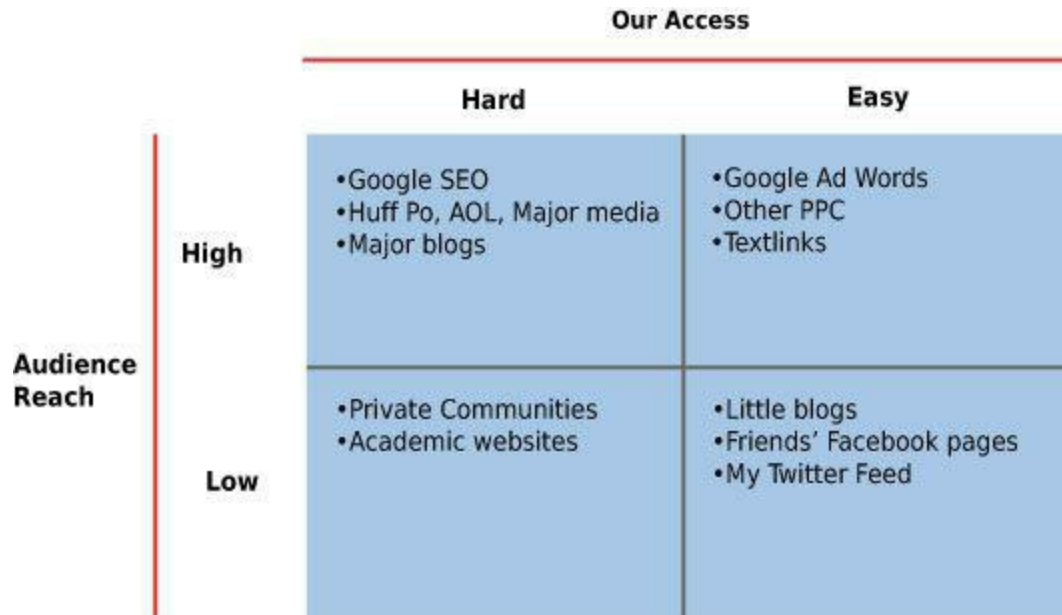 Our Access
Hard
Easy
High
•Google SEO
•Huff Po, AOL, Major media
•Major blogs
•Google Ad Words
•Other PPC
•Textlinks
Audience
Reach
Low
•Private Communities
•Academic websites
•Little blogs
•Friends’ Facebook pages
•My Twitter Feed